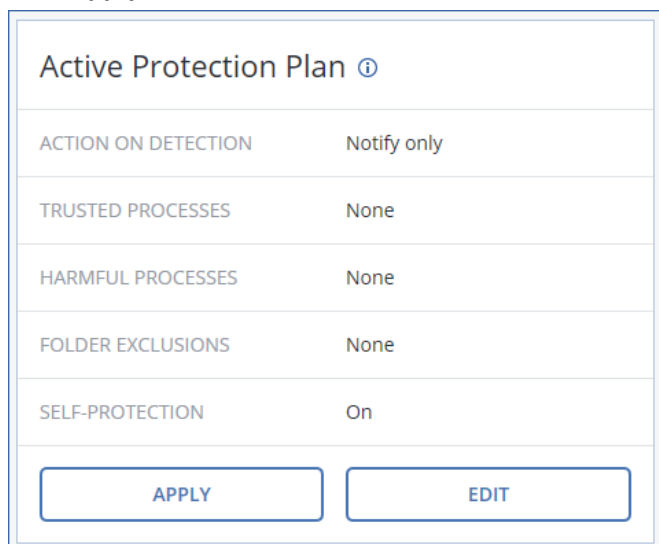 Active Protection Plan
ACTION ON DETECTION Notify only
TRUSTED PROCESSES None
HARMFUL PROCESSES None
FOLDER EXCLUSIONS None
SELF-PROTECTION On
APPLY EDIT